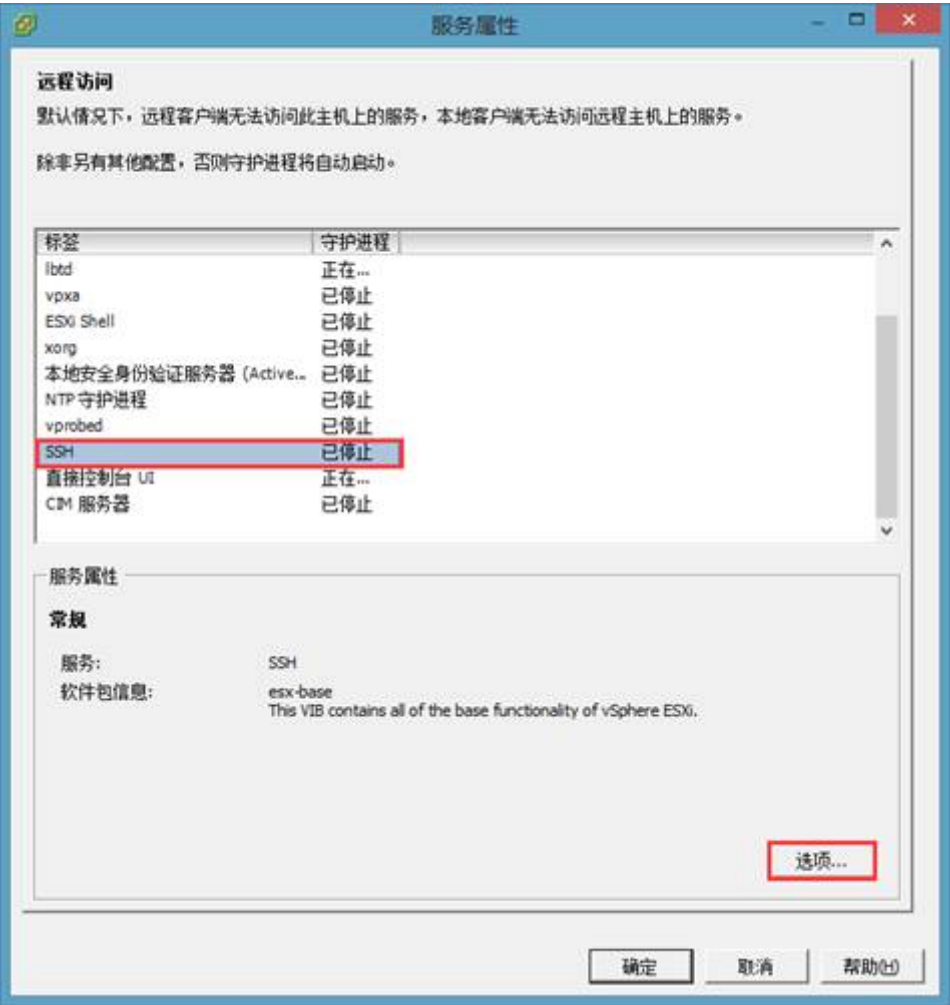 服务属性
远程访问
默认情况下，远程客户端无法访问此主机上的服务，本地客户端无法访问远程主机上的服务。
除非另有其他配置，否则守护进程将自动启动。
标签 守护进程
lbtd 正在...
vpxa 已停止
ESXi Shell 已停止
xorg 已停止
本地安全身份验证服务器 (Active... 已停止
NTP 守护进程 已停止
vprobed 已停止
SSH 已停止
直接控制台 UI 正在...
CIM 服务器 已停止
服务属性
常规
服务: SSH
软件包信息: esx-base
This VIB contains all of the base functionality of vSphere ESXi.
选项...
确定 取消 帮助(H)